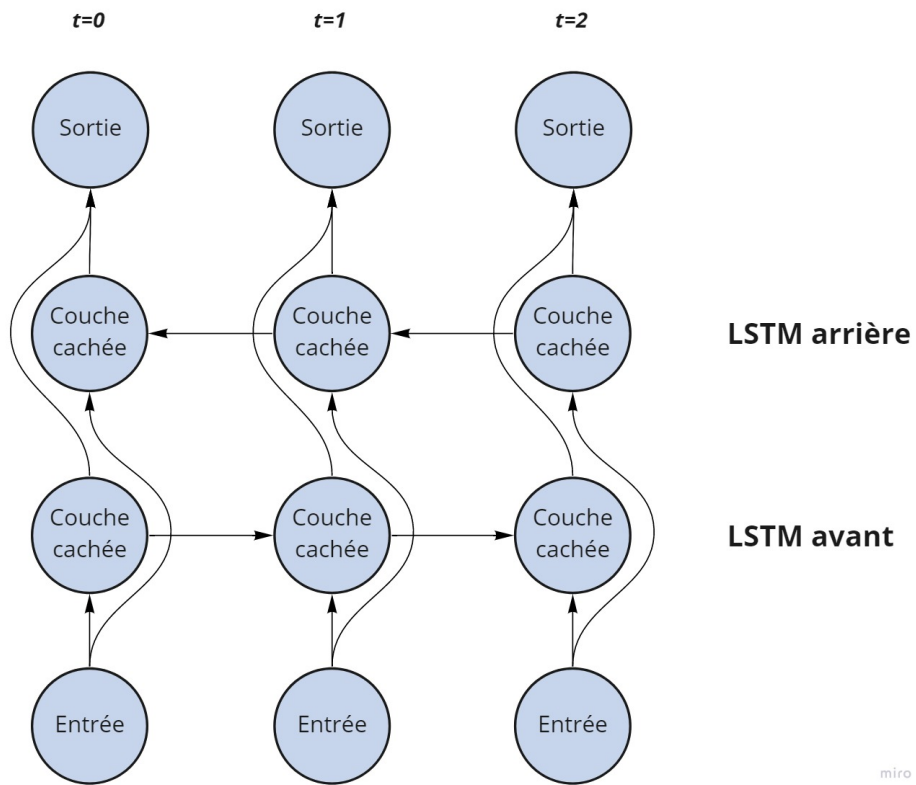 t=0
t=1
t=2
Sortie
Sortie
Sortie
Couche
cachée
Couche
cachée
Couche
cachée
LSTM arrière
Couche
cachée
Couche
cachée
Couche
cachée
LSTM avant
Entrée
Entrée
Entrée
miro